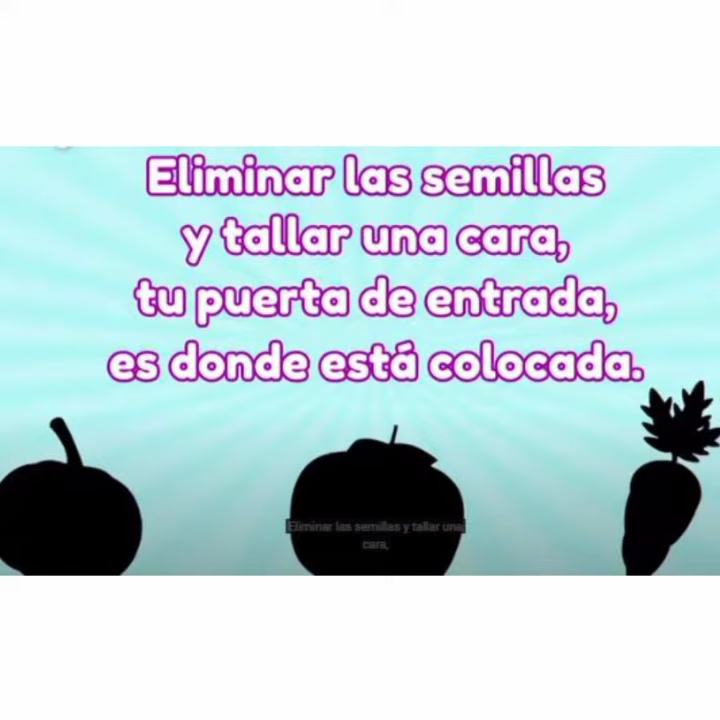 Eliminar las semillas
y tallar una cara,
tu puerta de entrada,
es donde está colocada.
Eliminar las semillas y tallar una
cara,